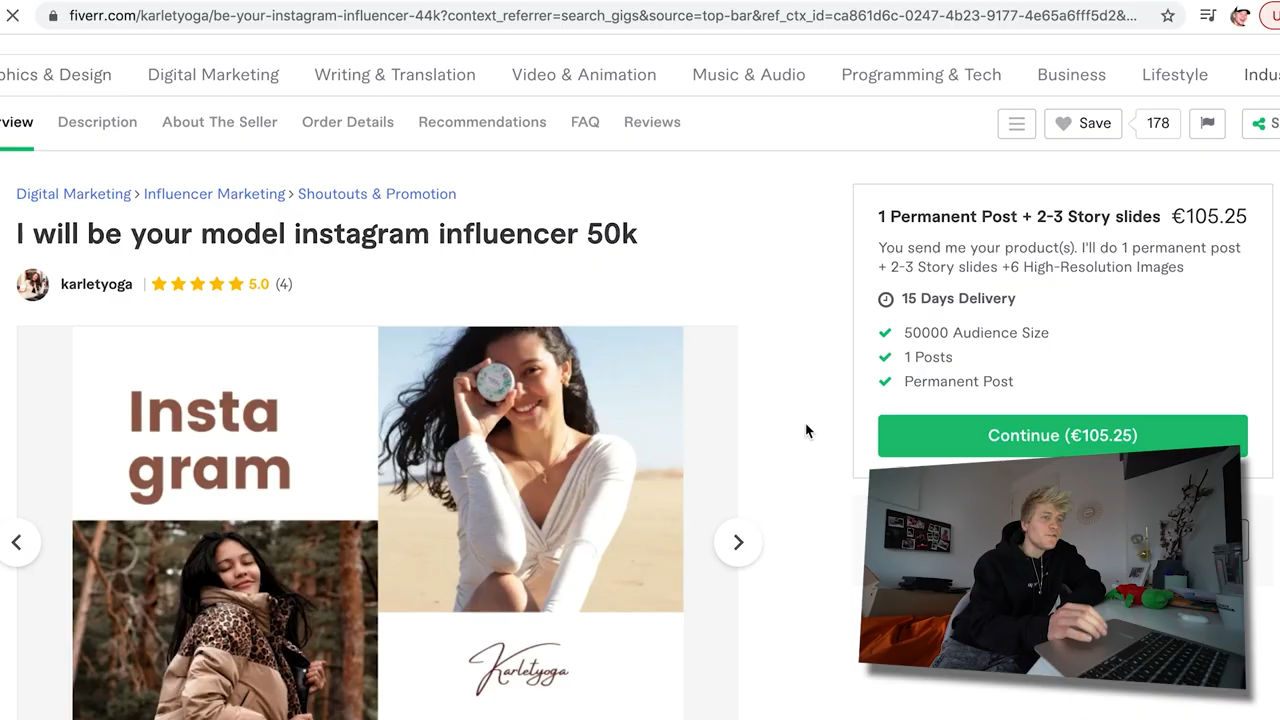 fiverr.com/karletyoga/be-your-instagram-influencer-44k?context_referrer=search_gigs&source=top-bar&ref_ctx_id=ca861d6c-0247-4b23-9177-4e65a6fff5d2&...
phics & Design Digital Marketing Writing & Translation Video & Animation Music & Audio Programming & Tech Business Lifestyle Indus
rview Description About The Seller Order Details Recommendations FAQ Reviews Save 178 S
Digital Marketing > Influencer Marketing > Shoutouts & Promotion
I will be your model instagram influencer 50k
karletyoga | 5.0 (4)
Insta
gram
Karletyoga
1 Permanent Post + 2-3 Story slides €105.25
You send me your product(s). I'll do 1 permanent post
+ 2-3 Story slides +6 High-Resolution Images
15 Days Delivery
50000 Audience Size
1 Posts
Permanent Post
Continue (€105.25)